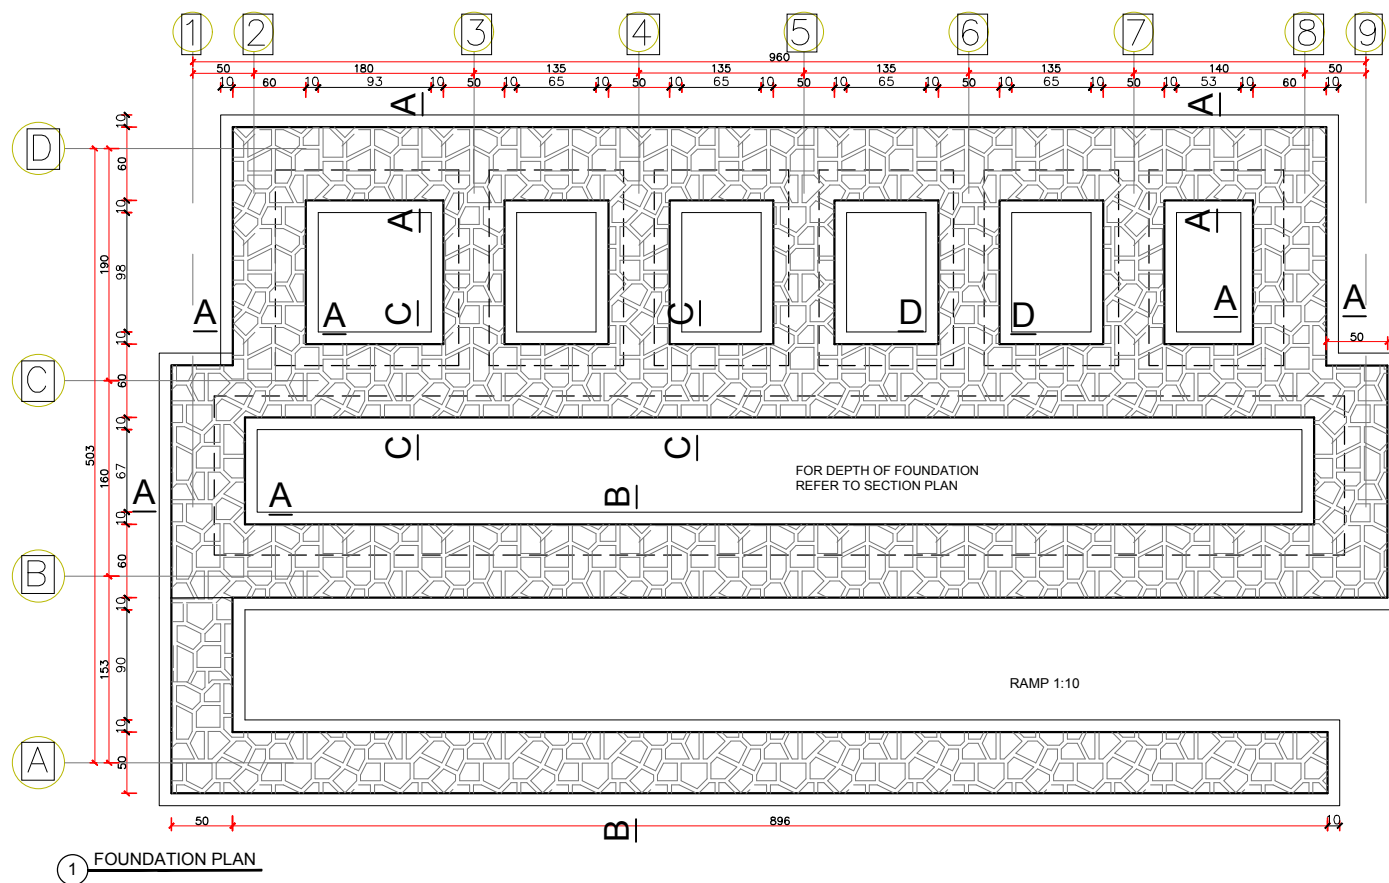 1 2 3 4 5 6 7 8 9
960
50 180 135 135 135 135 140 50
10 60 10 93 10 50 10 65 10 50 10 65 10 50 10 65 10 50 10 65 10 50 10 53 10 60 10
A A
10
D
60
10
A A
190
98
A A C C D D A A
10
50
C
60
10
C C
503
160
67
FOR DEPTH OF FOUNDATION
REFER TO SECTION PLAN
A A B
10
60
B
10
153
90
RAMP 1:10
10
A
50
50 B 896 10
1 FOUNDATION PLAN